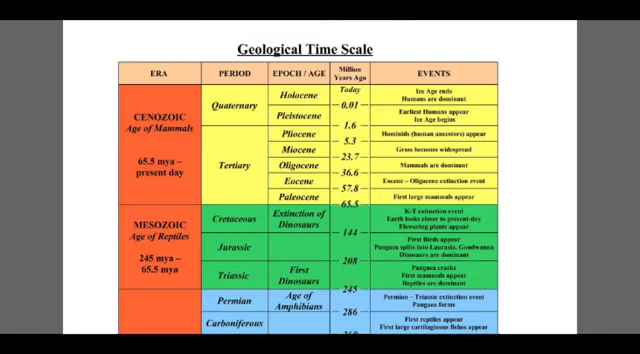 Geological Time Scale
ERA PERIOD EPOCH / AGE Million Years Ago EVENTS
CENOZOIC
Age of Mammals
65.5 mya –
present day
Quaternary
Holocene
Today
Ice Age ends
Humans are dominant
0.01
Pleistocene
Earliest Humans appear
Ice Age begins
1.6
Tertiary
Pliocene
Hominids (human ancestors) appear
5.3
Miocene
Grass becomes widespread
23.7
Oligocene
Mammals are dominant
36.6
Eocene
Eocene – Oligocene extinction event
57.8
Paleocene
First large mammals appear
65.5
MESOZOIC
Age of Reptiles
245 mya –
65.5 mya
Cretaceous
Extinction of
Dinosaurs
K-T extinction event
Earth looks closer to present-day
Flowering plants appear
144
Jurassic
First Birds appear
Pangaea splits into Laurasia, Gondwanna
Dinosaurs are dominant
208
Triassic
First
Dinosaurs
Pangaea cracks
First mammals appear
Reptiles are dominant
245
Permian
Age of
Amphibians
Permian – Triassic extinction event
Pangaea forms
286
Carboniferous
First reptiles appear
First large cartilaginous fishes appear